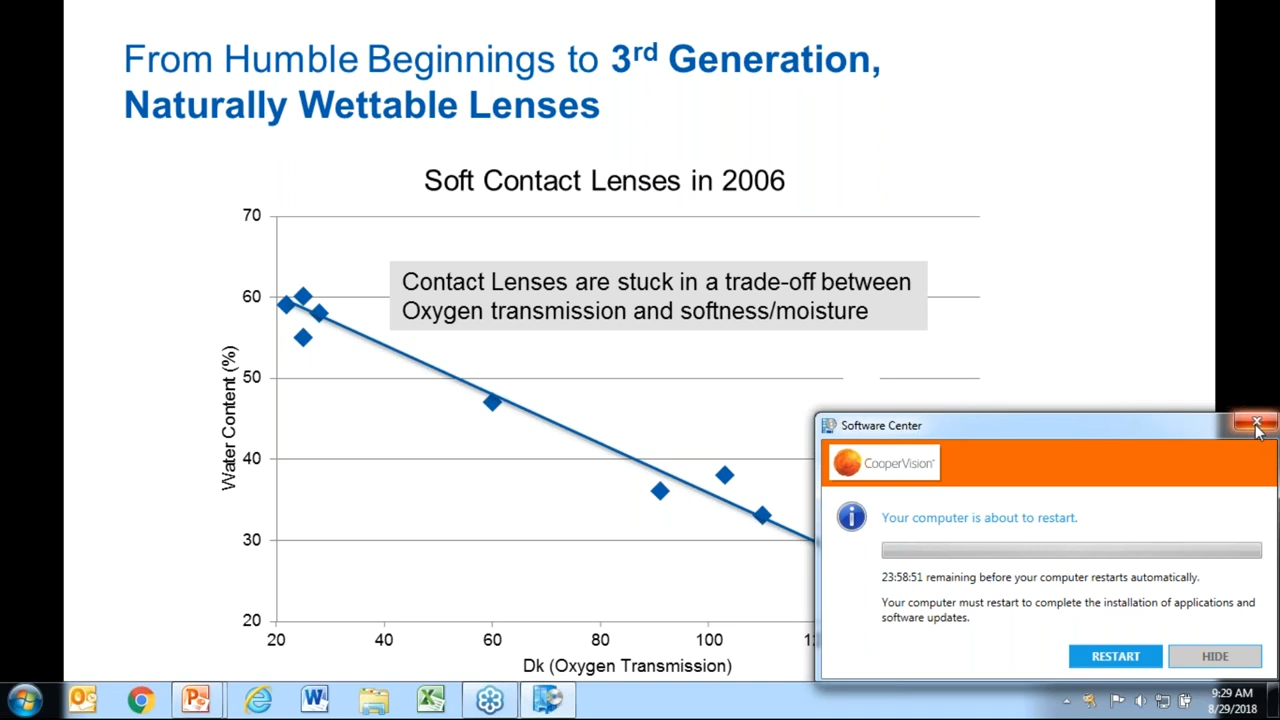 From Humble Beginnings to 3rd Generation,
Naturally Wettable Lenses
Soft Contact Lenses in 2006
Contact Lenses are stuck in a trade-off between
Oxygen transmission and softness/moisture
Water Content (%)
70
60
50
40
30
20
20
40
60
80
100
Dk (Oxygen Transmission)
Software Center
CooperVision
Your computer is about to restart.
23:58:51 remaining before your computer restarts automatically.
Your computer must restart to complete the installation of applications and
software updates.
RESTART
HIDE
9:29 AM
8/29/2018